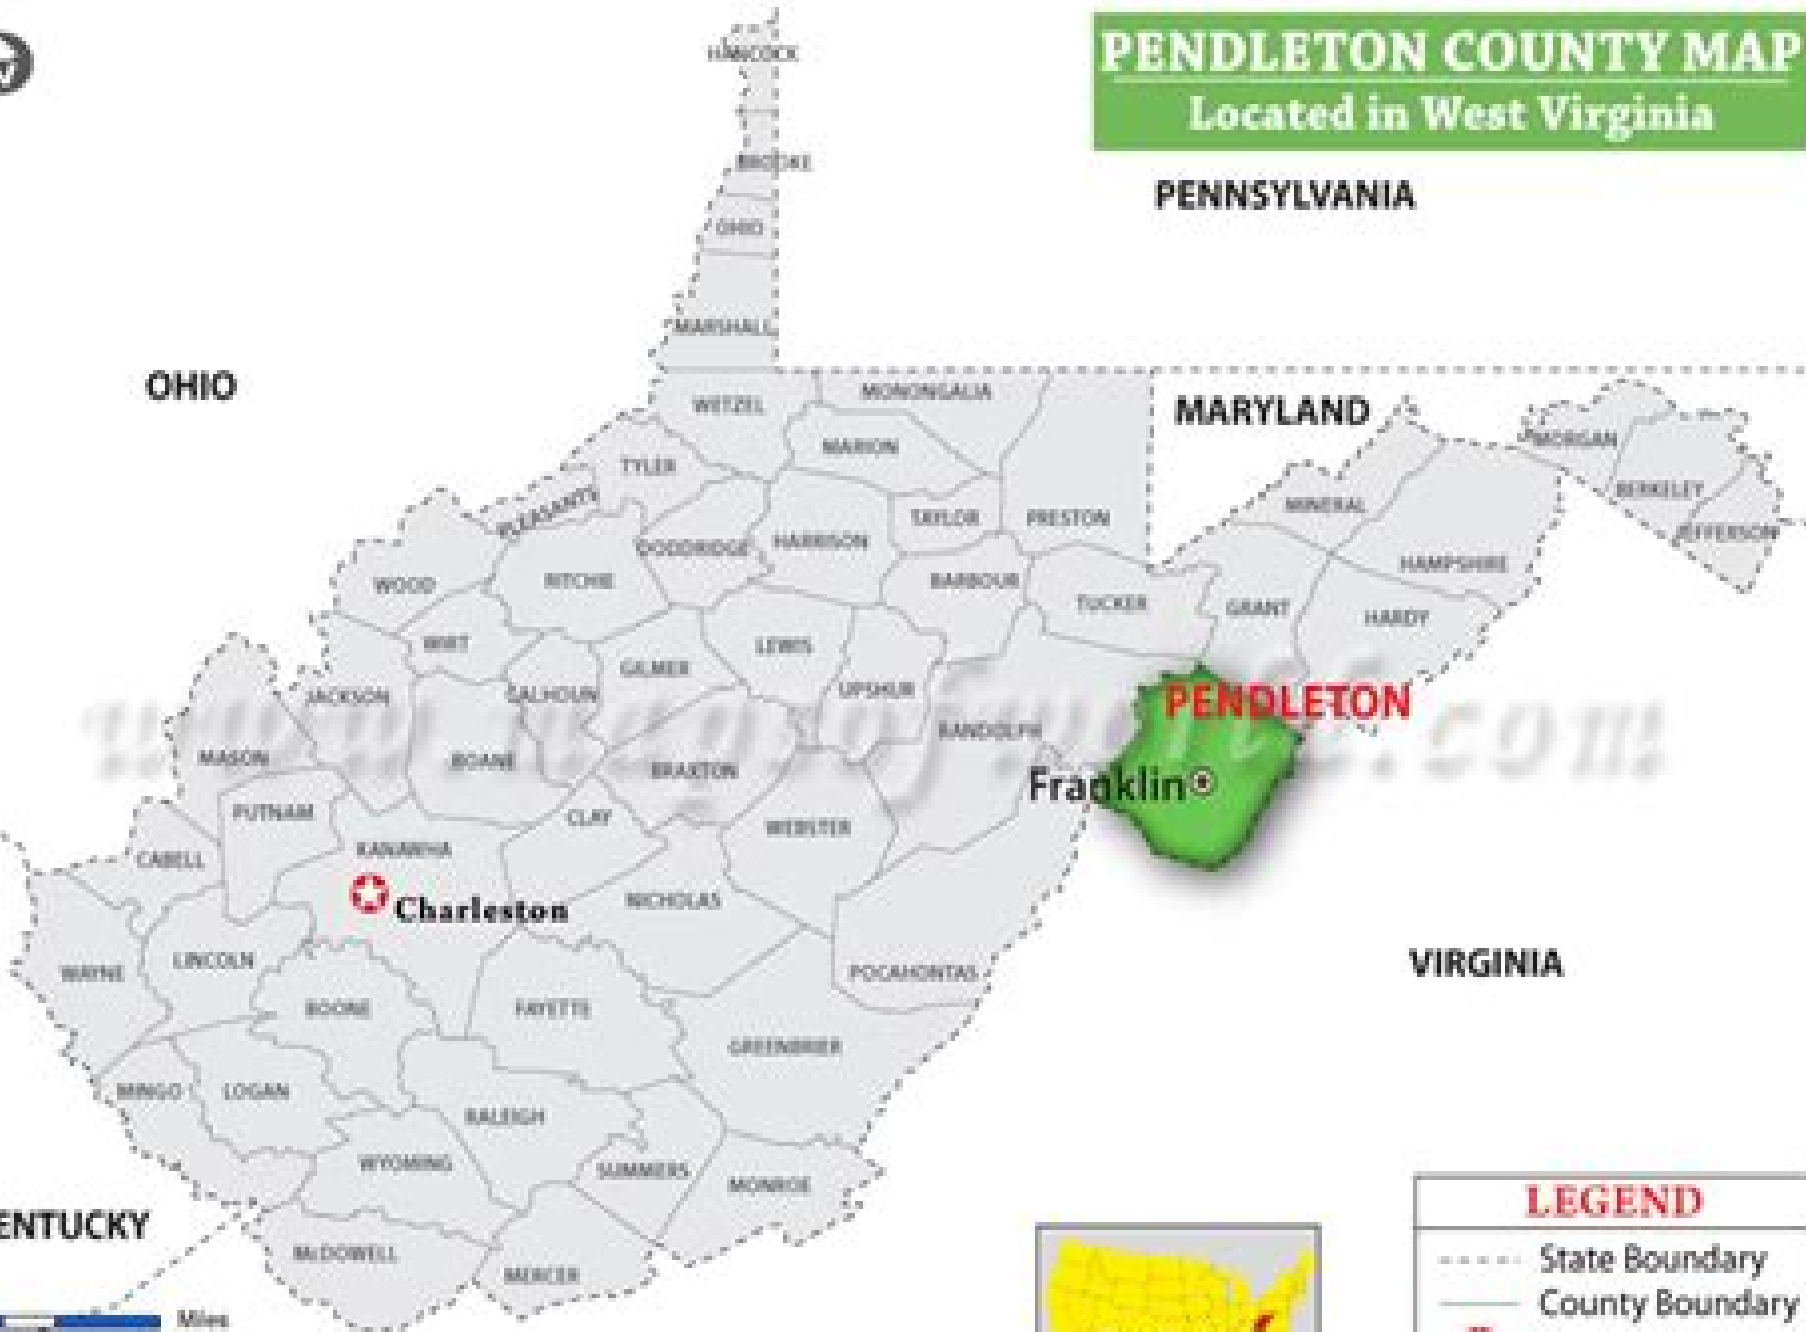 HANCOCK
PENDLETON COUNTY MAP
Located in West Virginia
BROOKE
PENNSYLVANIA
OHIO
MARSHALL
OHIO
WETZEL
MONONGALIA
MARYLAND
MARION
MORGAN
TYLER
BERKELEY
PLEASANTS
MINERAL
TAYLOR
PRESTON
JEFFERSON
DODDRIDGE
HARRISON
HAMPSHIRE
WOOD
RITCHIE
BARBOUR
TUCKER
GRANT
HARDY
WIRT
LEWIS
GILMER
JACKSON
CALHOUN
UPSHUR
PENDLETON
RANDOLPH
MASON
ROANE
BRAXTON
Franklin
PUTNAM
CLAY
WEBSTER
KANAWHA
CABELL
Charleston
NICHOLAS
LINCOLN
WAYNE
POCAHONTAS
VIRGINIA
BOONE
FAYETTE
GREENBRIER
MINGO
LOGAN
RALEIGH
WYOMING
SUMMERS
MONROE
ENTUCKY
LEGEND
McDOWELL
MERCER
State Boundary
County Boundary
Miles